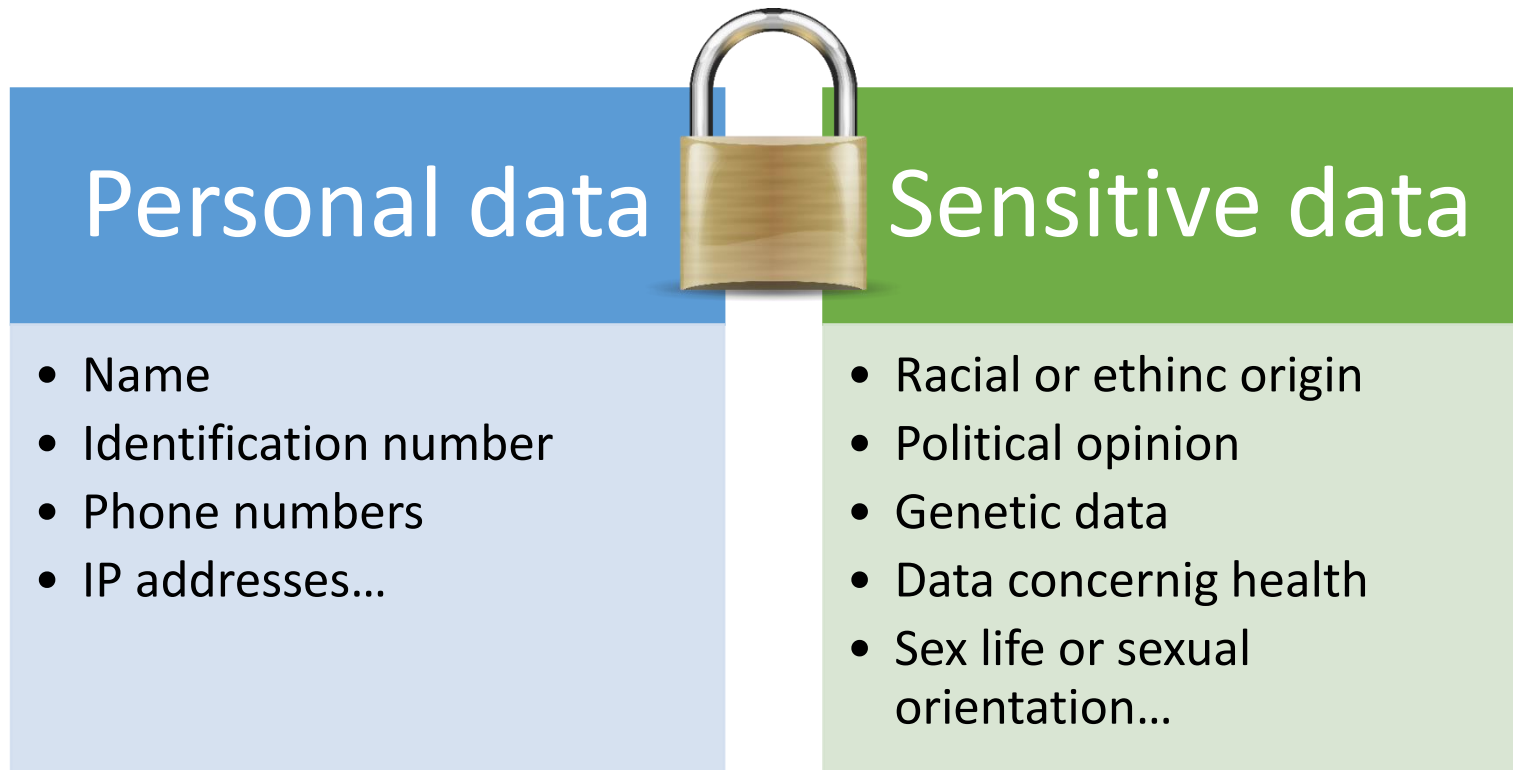 Personal data
• Name
• Identification number
• Phone numbers
• IP addresses…
Sensitive data
• Racial or ethinc origin
• Political opinion
• Genetic data
• Data concernig health
• Sex life or sexual
orientation…